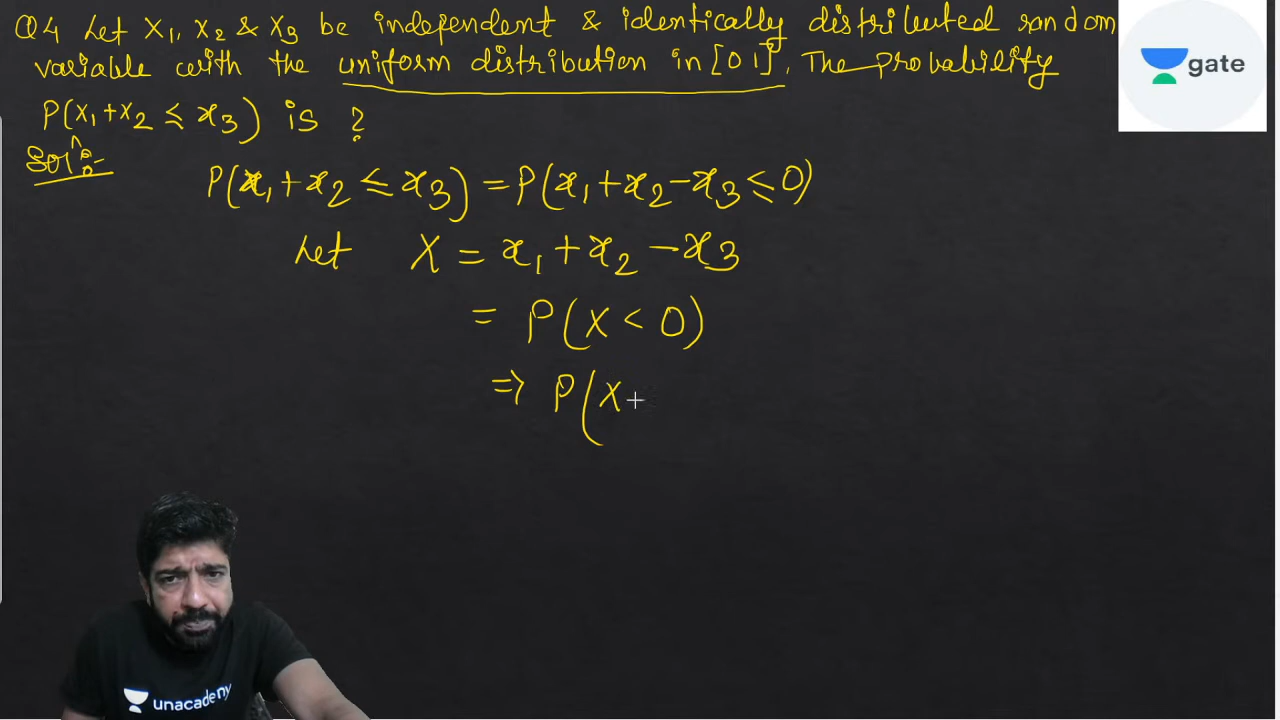 Q4 Let X1, X2 & X3 be independent & identically distributed random
variable with the uniform distribution in [0 1]. The probability
P(x1+x2 ≤ x3) is ?
Solⁿ:-
P(x1+x2 ≤ x3) = P(x1+x2-x3 ≤ 0)
Let X = x1 + x2 - x3
= P(X < 0)
=> P(X
gate
unacademy